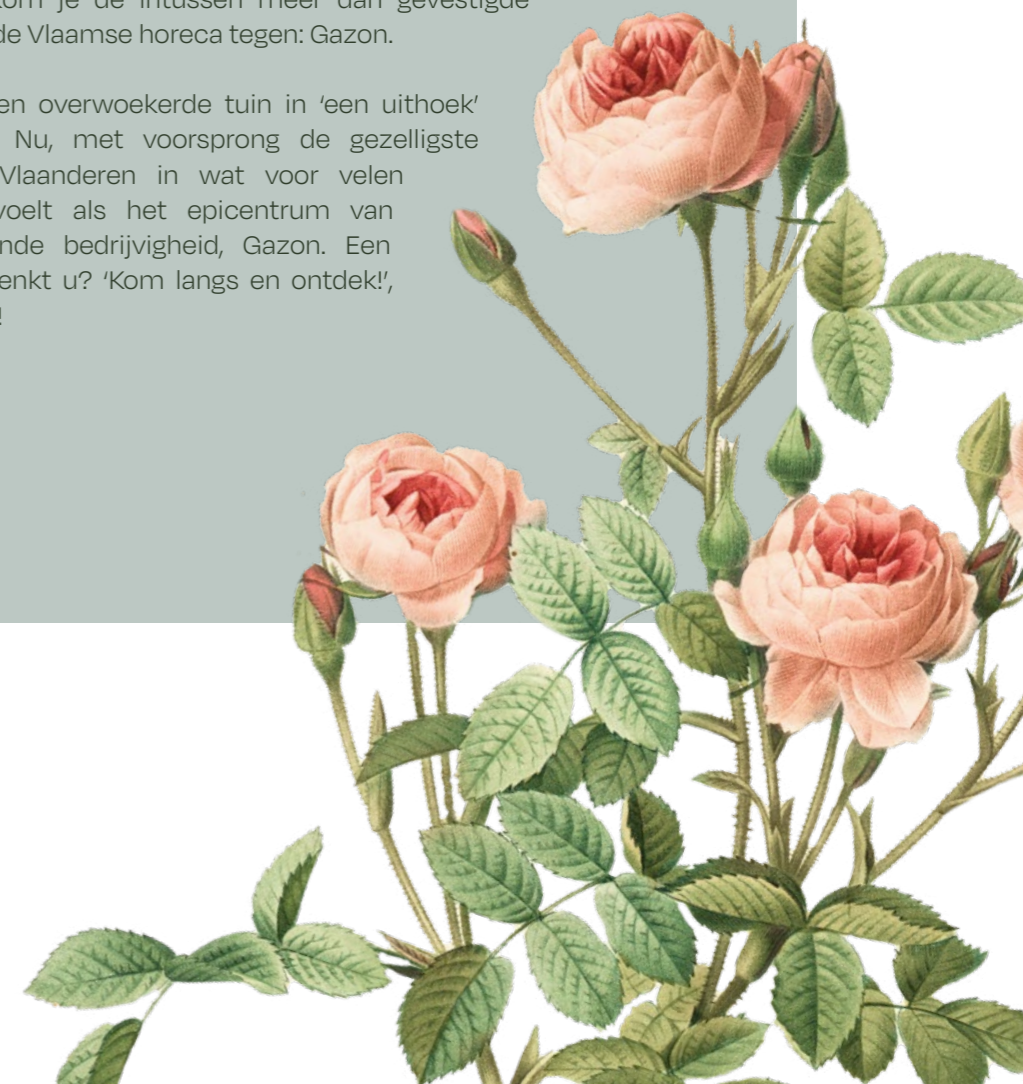 je de intussen meer dan gevestigde
de Vlaamse horeca tegen: Gazon.
overwoekerde tuin in ‘een uithoek’
Nu, met voorsprong de gezelligste
Vlaanderen in wat voor velen
voelt als het epicentrum van
bedrijvigheid, Gazon. Een
u? ‘Kom langs en ontdek!’,